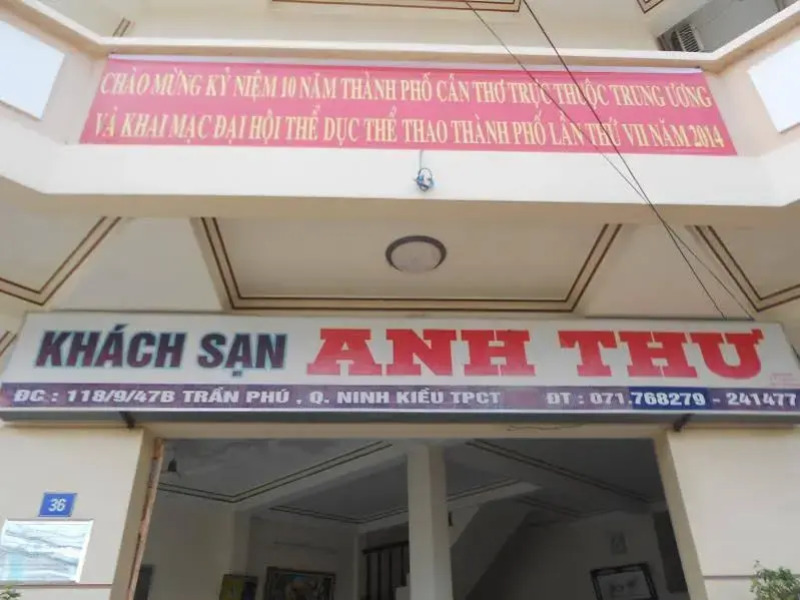 CHÀO MỪNG KỶ NIỆM 10 NĂM THÀNH PHỐ CẦN THƠ TRỰC THUỘC TRUNG ƯƠNG
VÀ KHAI MẠC ĐẠI HỘI THỂ DỤC THỂ THAO THÀNH PHỐ LẦN THỨ VII NĂM 2014
KHÁCH SẠN ANH THƯ
ĐC : 118/9/47B TRẦN PHÚ , Q. NINH KIỀU TPCT ĐT : 071.768279 - 241477
36